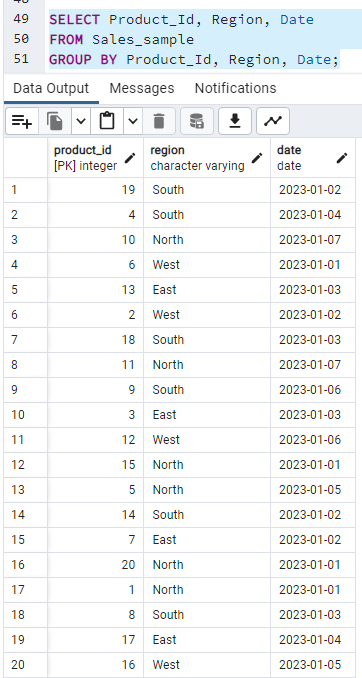 49 SELECT Product_Id, Region, Date
50 FROM Sales_sample
51 GROUP BY Product_Id, Region, Date;
Data Output Messages Notifications
product_id region date
[PK] integer character varying date
1 19 South 2023-01-02
2 4 South 2023-01-04
3 10 North 2023-01-07
4 6 West 2023-01-01
5 13 East 2023-01-03
6 2 West 2023-01-02
7 18 South 2023-01-03
8 11 North 2023-01-07
9 9 South 2023-01-06
10 3 East 2023-01-03
11 12 West 2023-01-06
12 15 North 2023-01-01
13 5 North 2023-01-05
14 14 South 2023-01-02
15 7 East 2023-01-02
16 20 North 2023-01-01
17 1 North 2023-01-01
18 8 South 2023-01-03
19 17 East 2023-01-04
20 16 West 2023-01-05